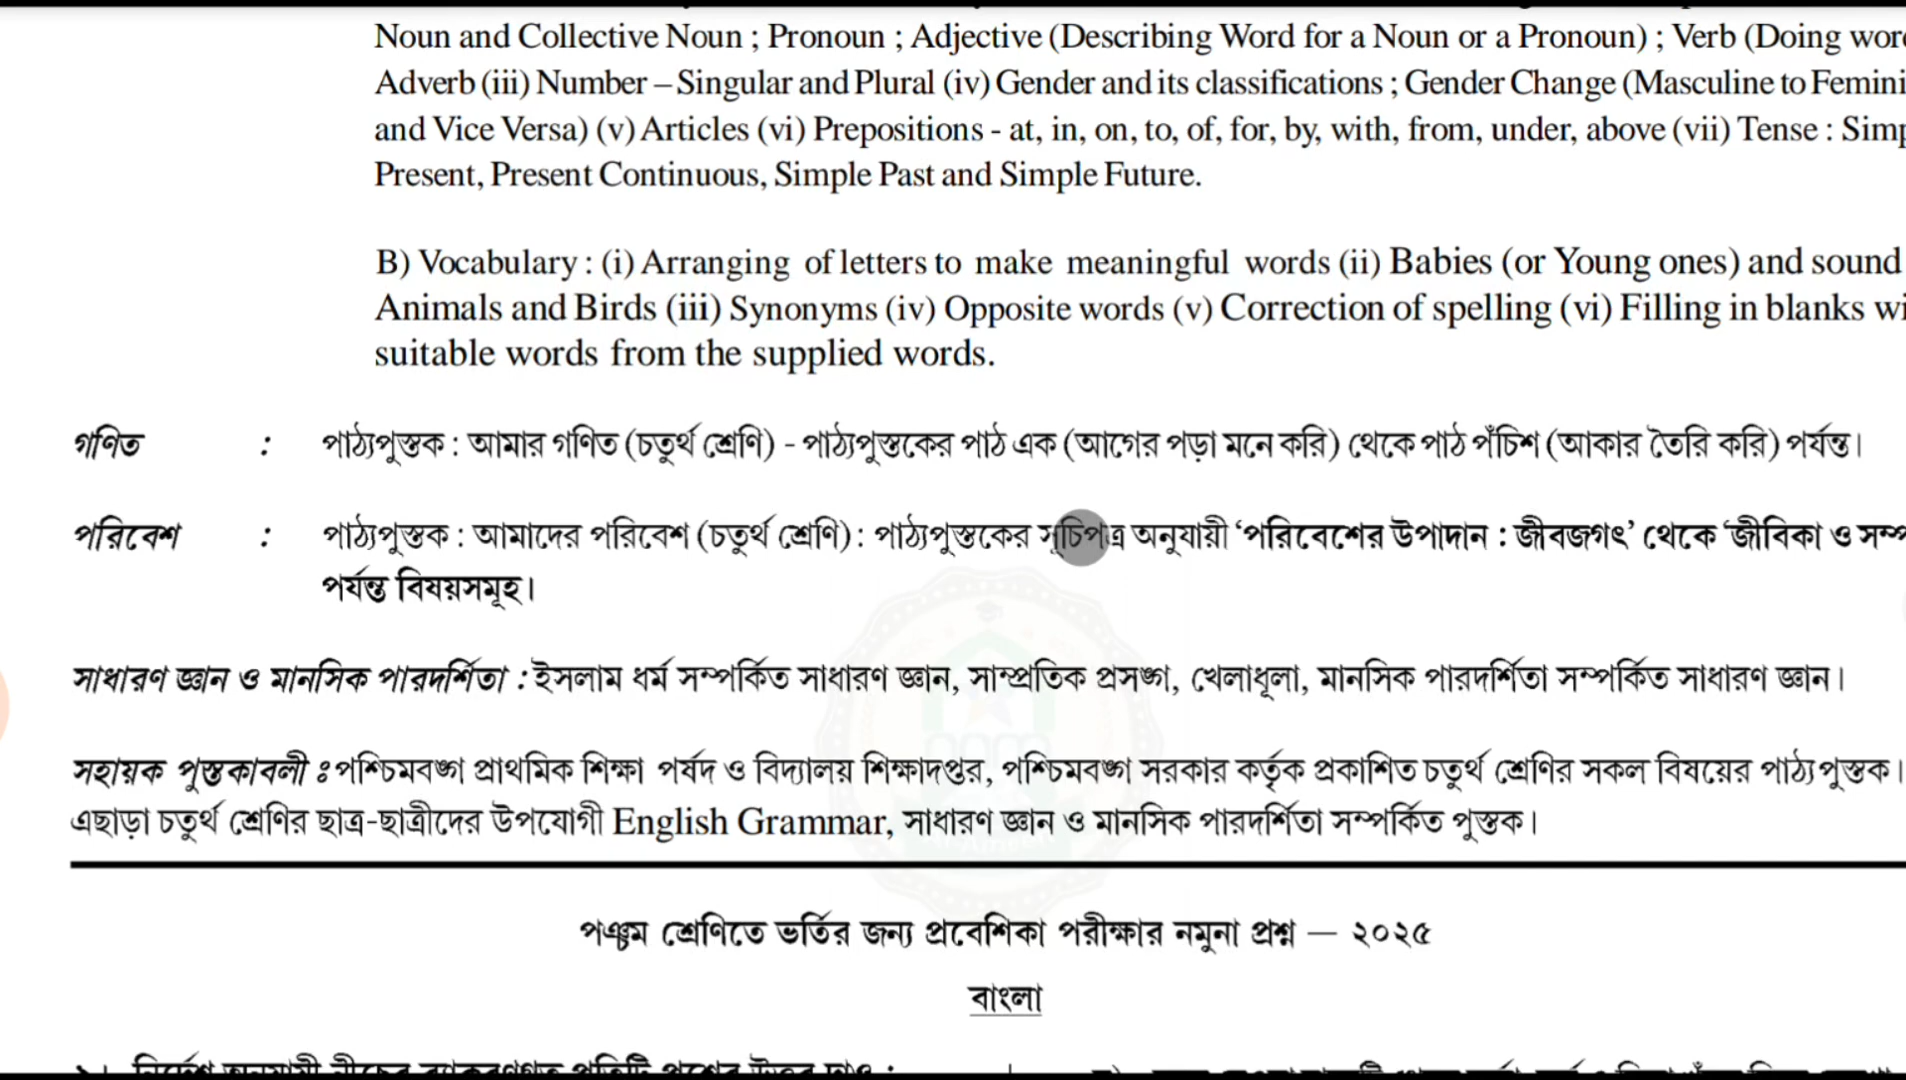 Noun and Collective Noun ; Pronoun ; Adjective (Describing Word for a Noun or a Pronoun) ; Verb (Doing
Adverb (iii) Number – Singular and Plural (iv) Gender and its classifications ; Gender Change (Masculine to
and Vice Versa) (v) Articles (vi) Prepositions - at, in, on, to, of, for, by, with, from, under, above (vii) Tense :
Present, Present Continuous, Simple Past and Simple Future.
B) Vocabulary : (i) Arranging of letters to make meaningful words (ii) Babies (or Young ones) and sound
Animals and Birds (iii) Synonyms (iv) Opposite words (v) Correction of spelling (vi) Filling in blanks
suitable words from the supplied words.
গণিত : পাঠ্যপুস্তক : আমার গণিত (চতুর্থ শ্রেণি) - পাঠ্যপুস্তকের পাঠ এক (আগের পড়া মনে করি) থেকে পাঠ পঁচিশ (আকার তৈরি করি) পর্যন্ত।
পরিবেশ : পাঠ্যপুস্তক : আমাদের পরিবেশ (চতুর্থ শ্রেণি) : পাঠ্যপুস্তকের সূচিপত্র অনুযায়ী ‘পরিবেশের উপাদান : জীবজগৎ’ থেকে ‘জীবিকা ও
পর্যন্ত বিষয়সমূহ।
সাধারণ জ্ঞান ও মানসিক পারদর্শিতা : ইসলাম ধর্ম সম্পর্কিত সাধারণ জ্ঞান, সাম্প্রতিক প্রসঙ্গ, খেলাধূলা, মানসিক পারদর্শিতা সম্পর্কিত সাধারণ জ্ঞান।
সহায়ক পুস্তকাবলী ঃ পশ্চিমবঙ্গ প্রাথমিক শিক্ষা পর্ষদ ও বিদ্যালয় শিক্ষাদপ্তর, পশ্চিমবঙ্গ সরকার কর্তৃক প্রকাশিত চতুর্থ শ্রেণির সকল বিষয়ের পাঠ্যপুস্তক।
এছাড়া চতুর্থ শ্রেণির ছাত্র-ছাত্রীদের উপযোগী English Grammar, সাধারণ জ্ঞান ও মানসিক পারদর্শিতা সম্পর্কিত পুস্তক।
পঞ্চম শ্রেণিতে ভর্তির জন্য প্রবেশিকা পরীক্ষার নমুনা প্রশ্ন — ২০২৫
বাংলা